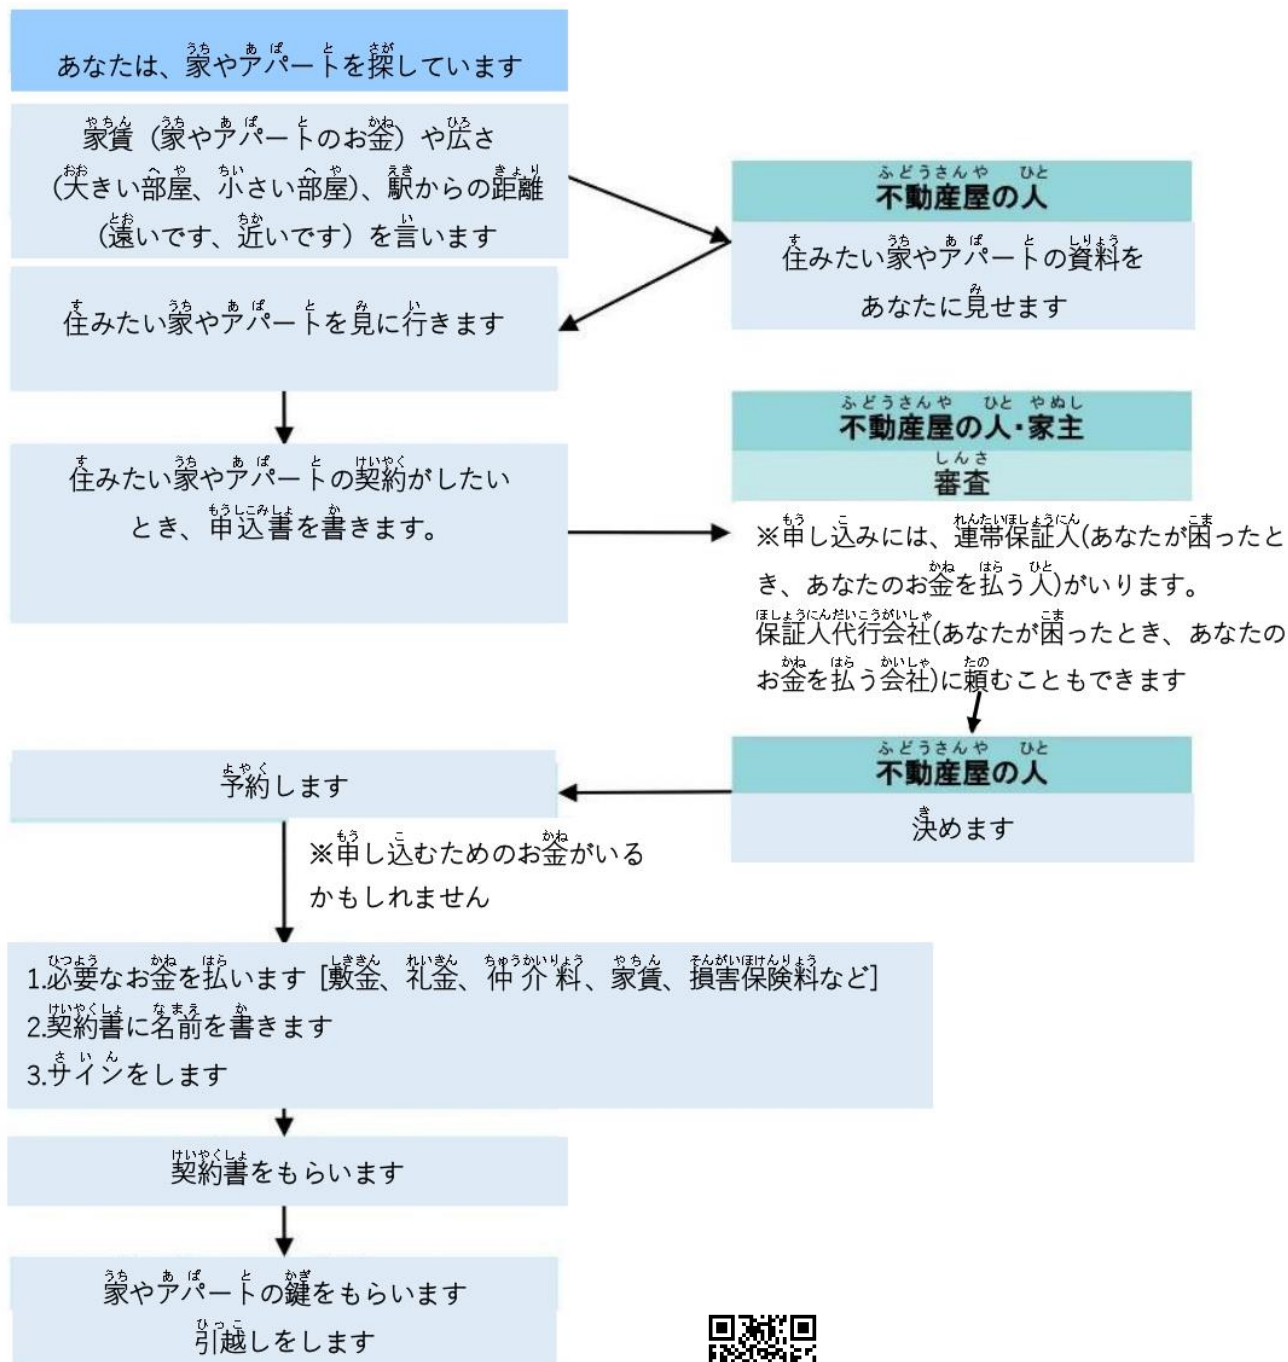 あなたは、家やアパートを探しています
家賃（家やアパートのお金）や広さ
（大きい部屋、小さい部屋）、駅からの距離
（遠いです、近いです）を言います
不動産屋の人
住みたい家やアパートの資料を
あなたに見せます
住みたい家やアパートを見に行きます
住みたい家やアパートの契約がしたい
とき、申込書を書きます。
不動産屋の人・家主
審査
※申し込みには、連帯保証人(あなたが困ったと
き、あなたのお金を払う人)がいります。
保証人代行会社(あなたが困ったとき、あなたの
お金を払う会社)に頼むこともできます
不動産屋の人
決めます
予約します
※申し込むためのお金がいる
かもしれません
1.必要なお金を払います［敷金、礼金、仲介料、家賃、損害保険料など］
2.契約書に名前を書きます
3.サインをします
契約書をもらいます
家やアパートの鍵をもらいます
引越しをします